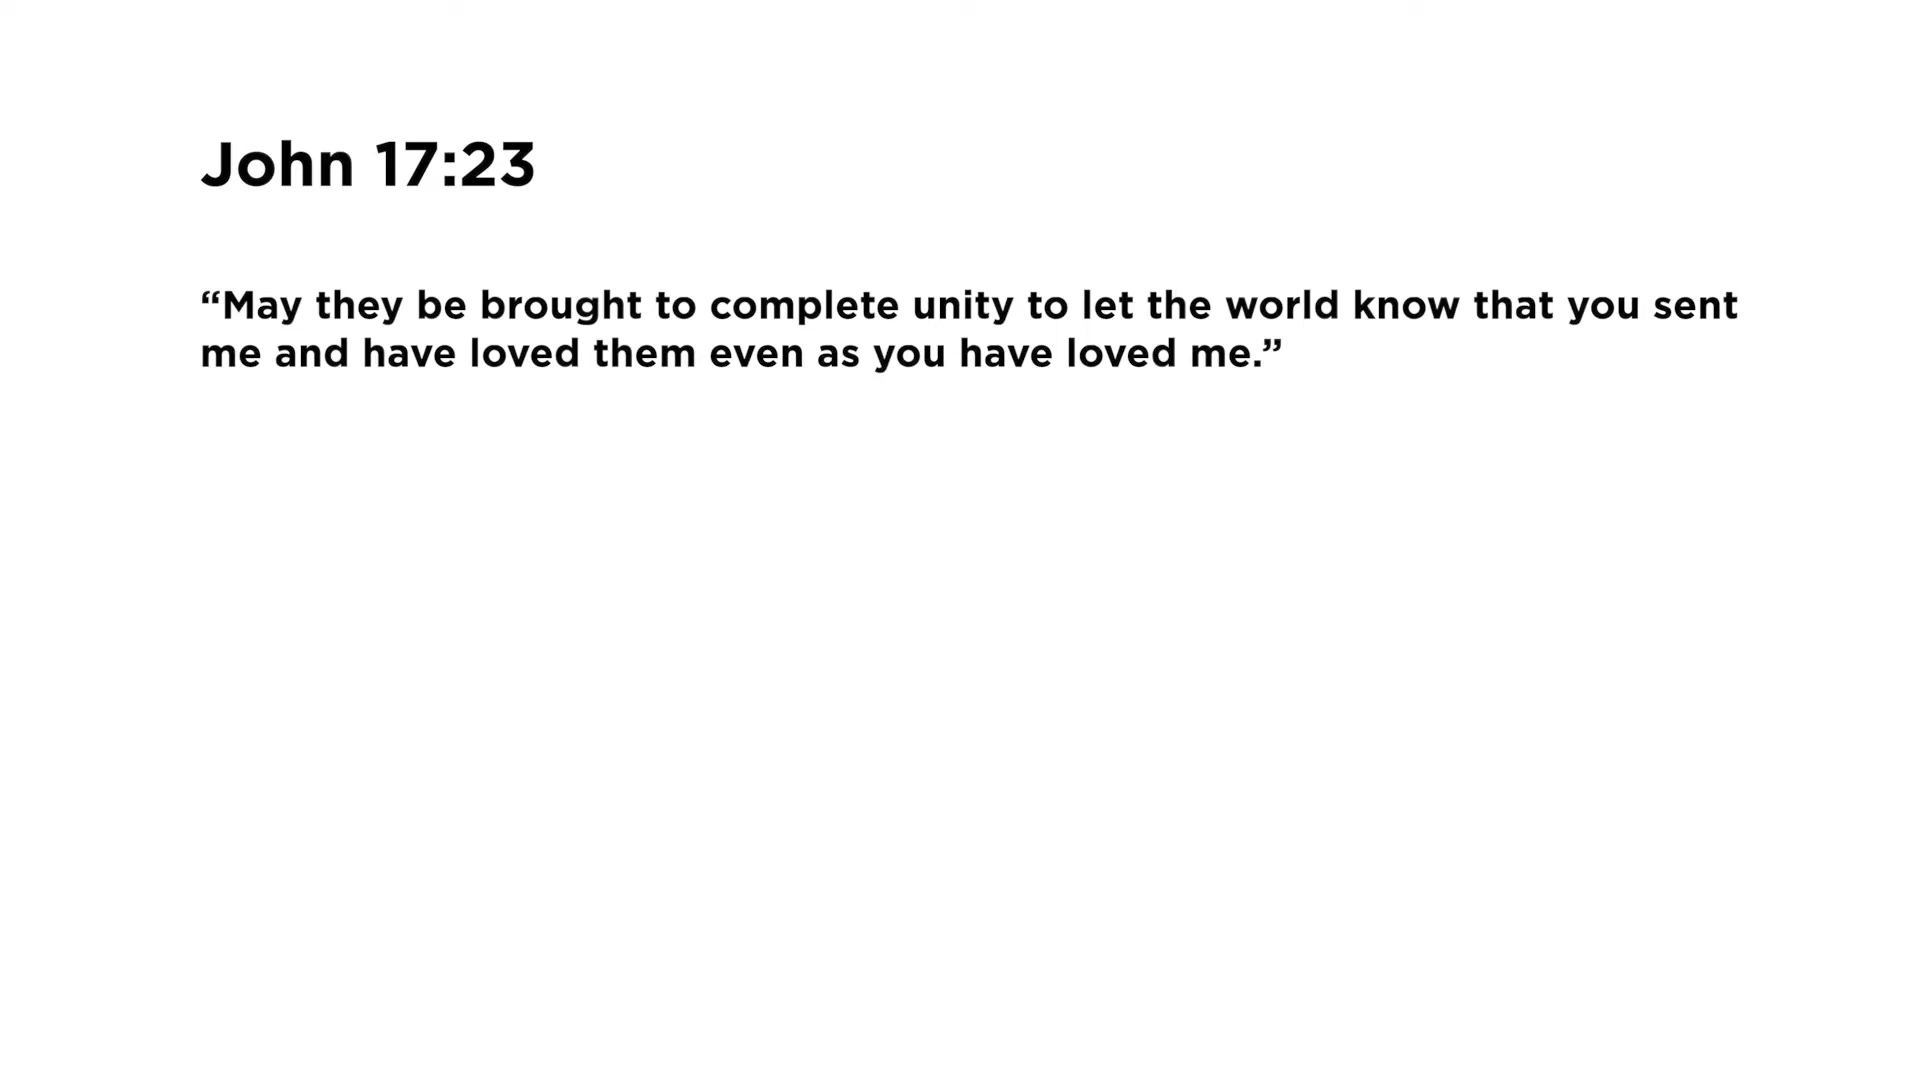 John 17:23
“May they be brought to complete unity to let the world know that you sent
me and have loved them even as you have loved me.”